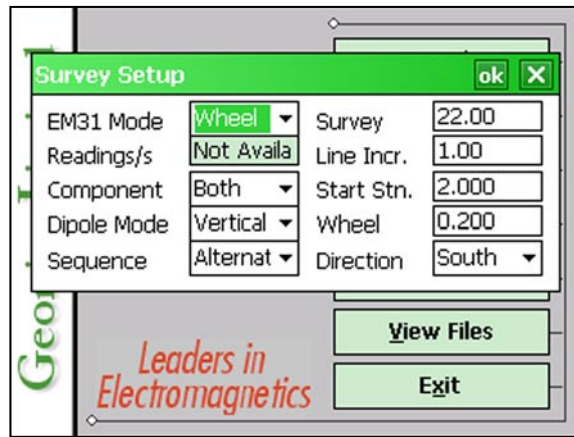 Survey Setup ok X
EM31 Mode Wheel Survey 22.00
Readings/s Not Availa Line Incr. 1.00
Component Both Start Stn. 2.000
Dipole Mode Vertical Wheel 0.200
Sequence Alternat Direction South
View Files
Exit
Leaders in
Electromagnetics